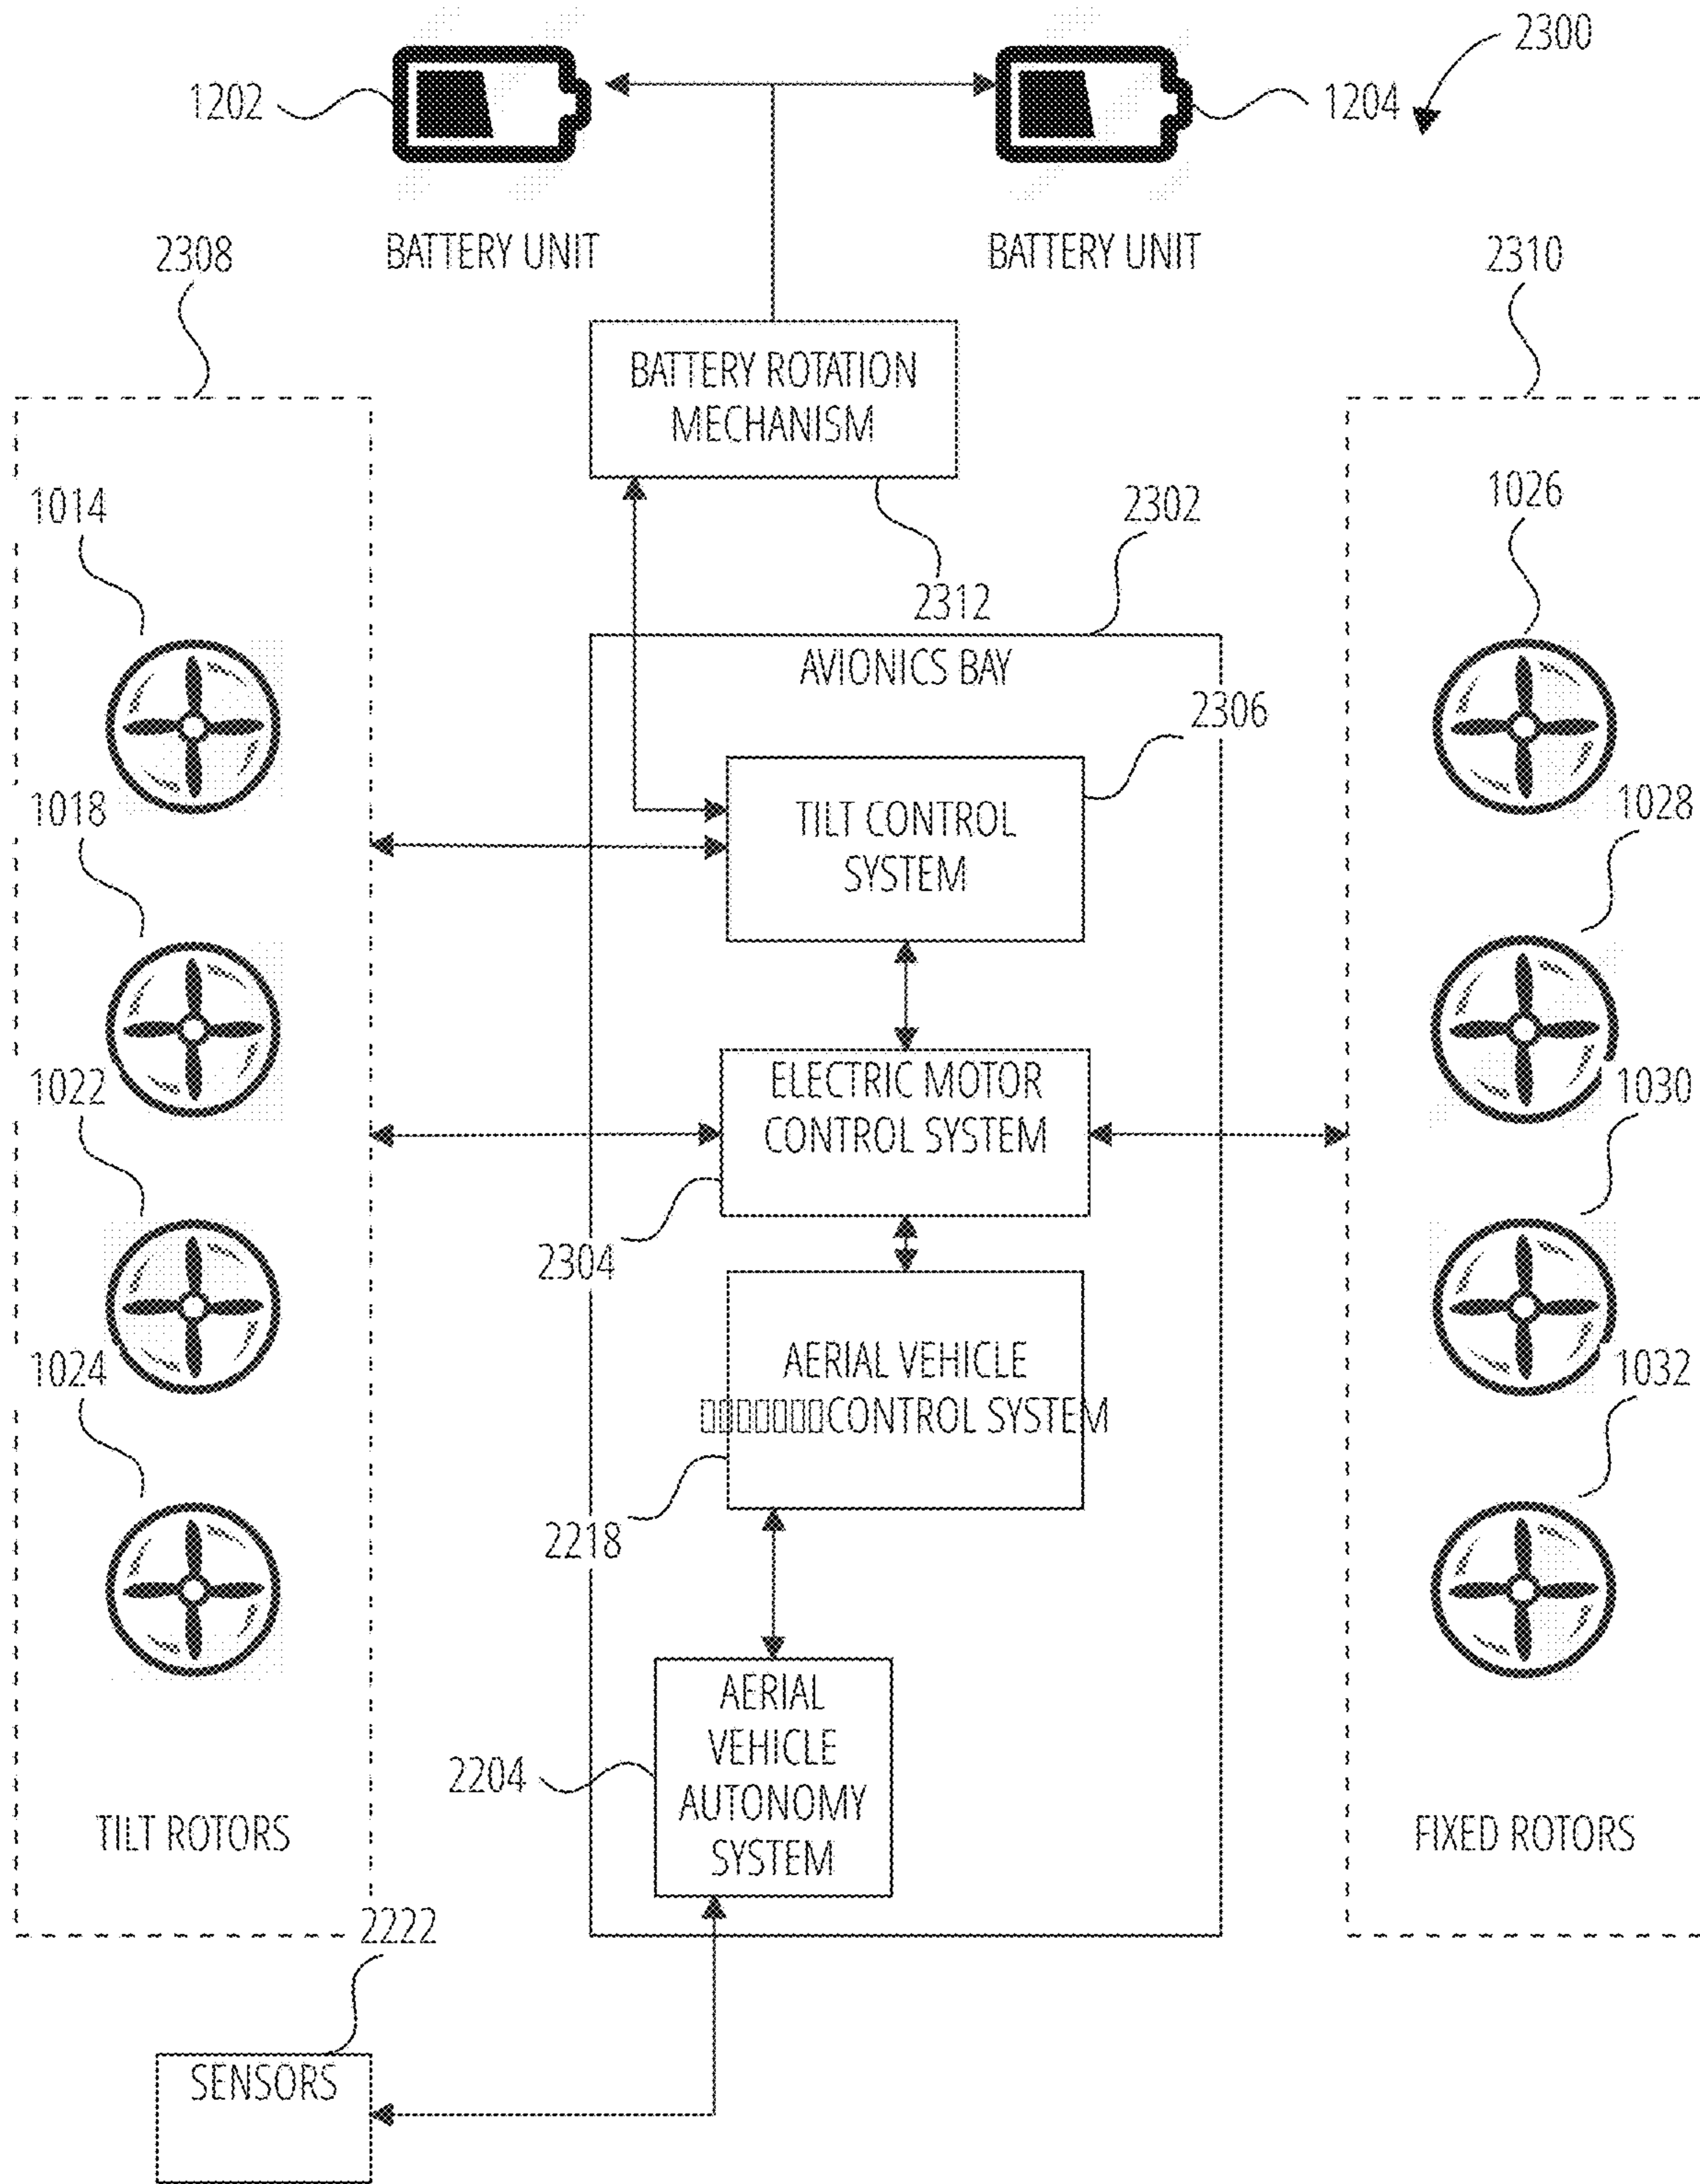 2300
1202
1204
BATTERY UNIT
BATTERY UNIT
2308
2310
BATTERY ROTATION
MECHANISM
2312
2302
1014
1026
AVIONICS BAY
2306
TILT CONTROL
SYSTEM
1018
1028
ELECTRIC MOTOR
CONTROL SYSTEM
1022
1030
2304
AERIAL VEHICLE
▯▯▯▯▯▯▯CONTROL SYSTEM
1024
1032
2218
AERIAL
VEHICLE
AUTONOMY
SYSTEM
2204
TILT ROTORS
FIXED ROTORS
2222
SENSORS